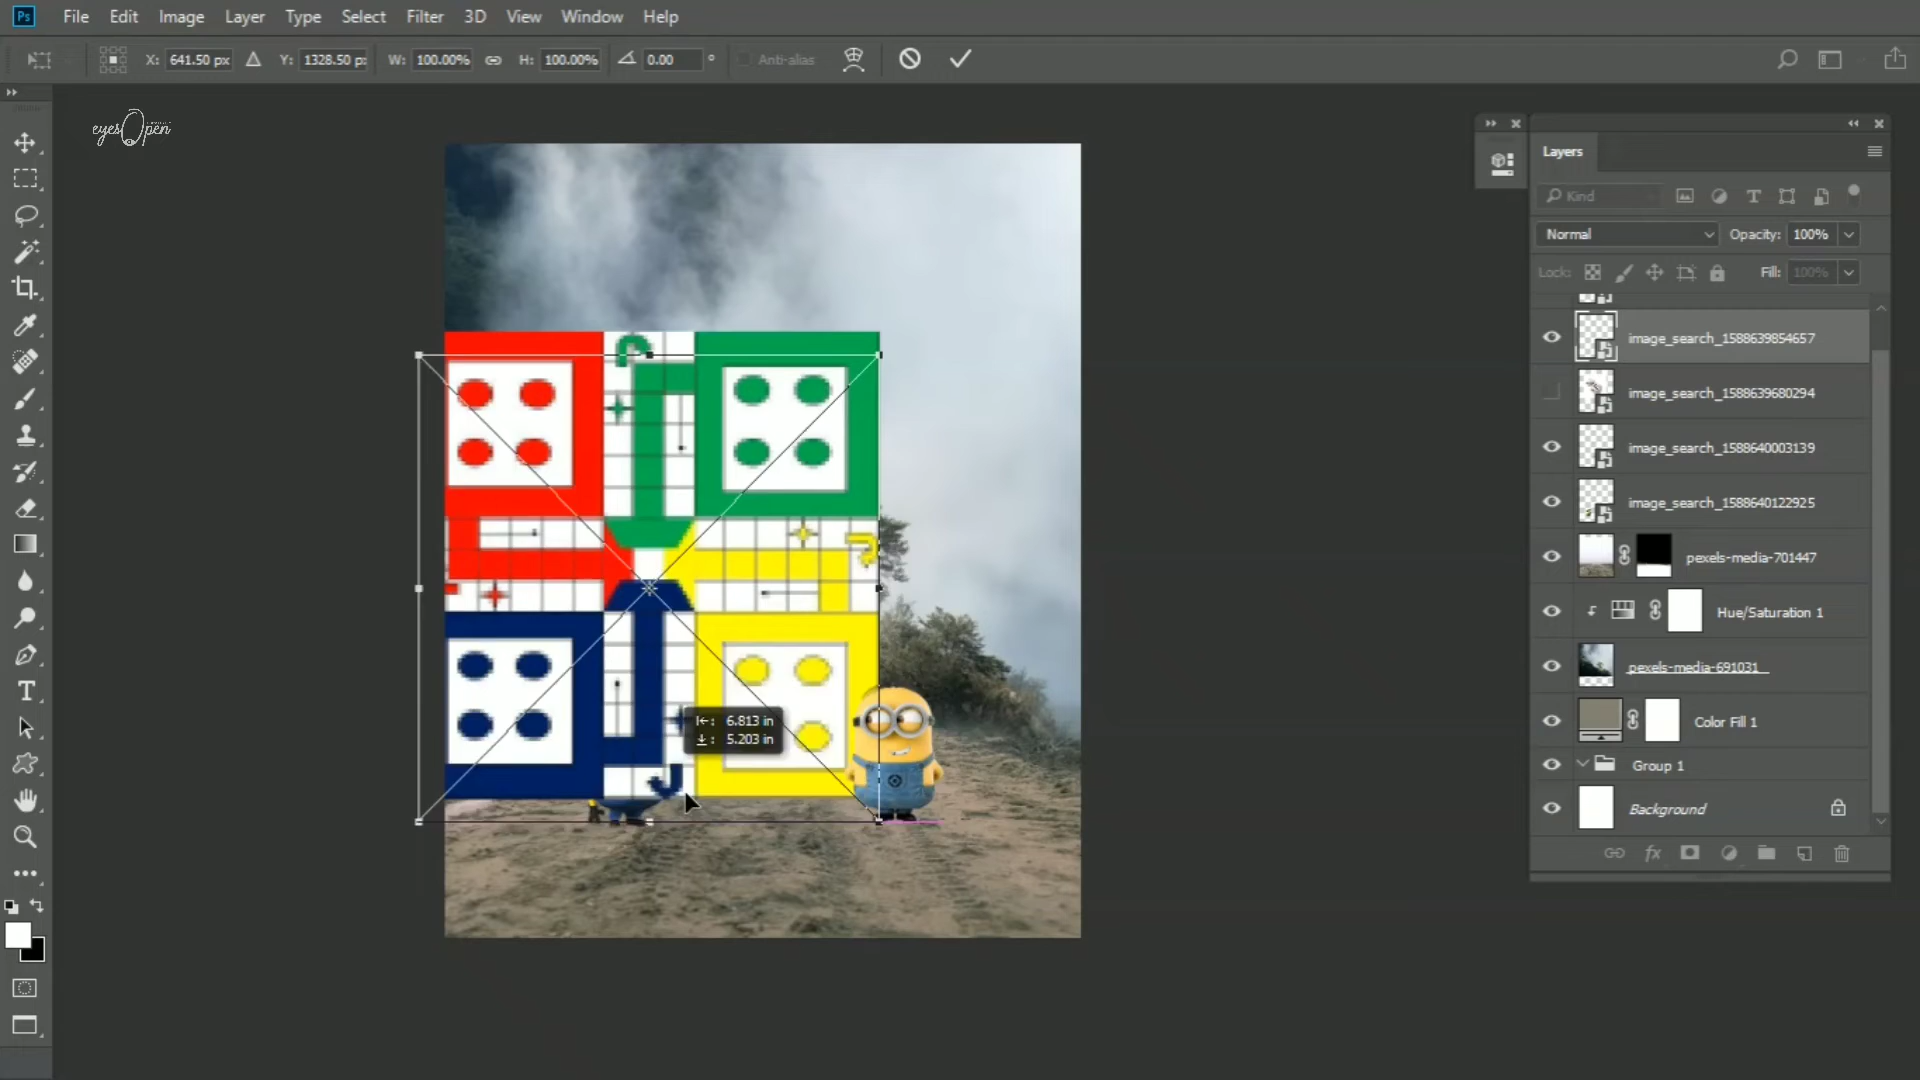 Ps File Edit Image Layer Type Select Filter 3D View Window Help
X: 641.50 px Y: 1328.50 p: W: 100.00% H: 100.00% 0.00 ° Anti-alias
eyesOpen
Layers
Kind
Normal Opacity: 100%
Lock: Fill: 100%
image_search_1588639854657
image_search_1588639680294
image_search_1588640003139
image_search_1588640122925
pexels-media-701447
Hue/Saturation 1
pexels-media-691031
Color Fill 1
Group 1
Background
fx
6.813 in
5.203 in
T